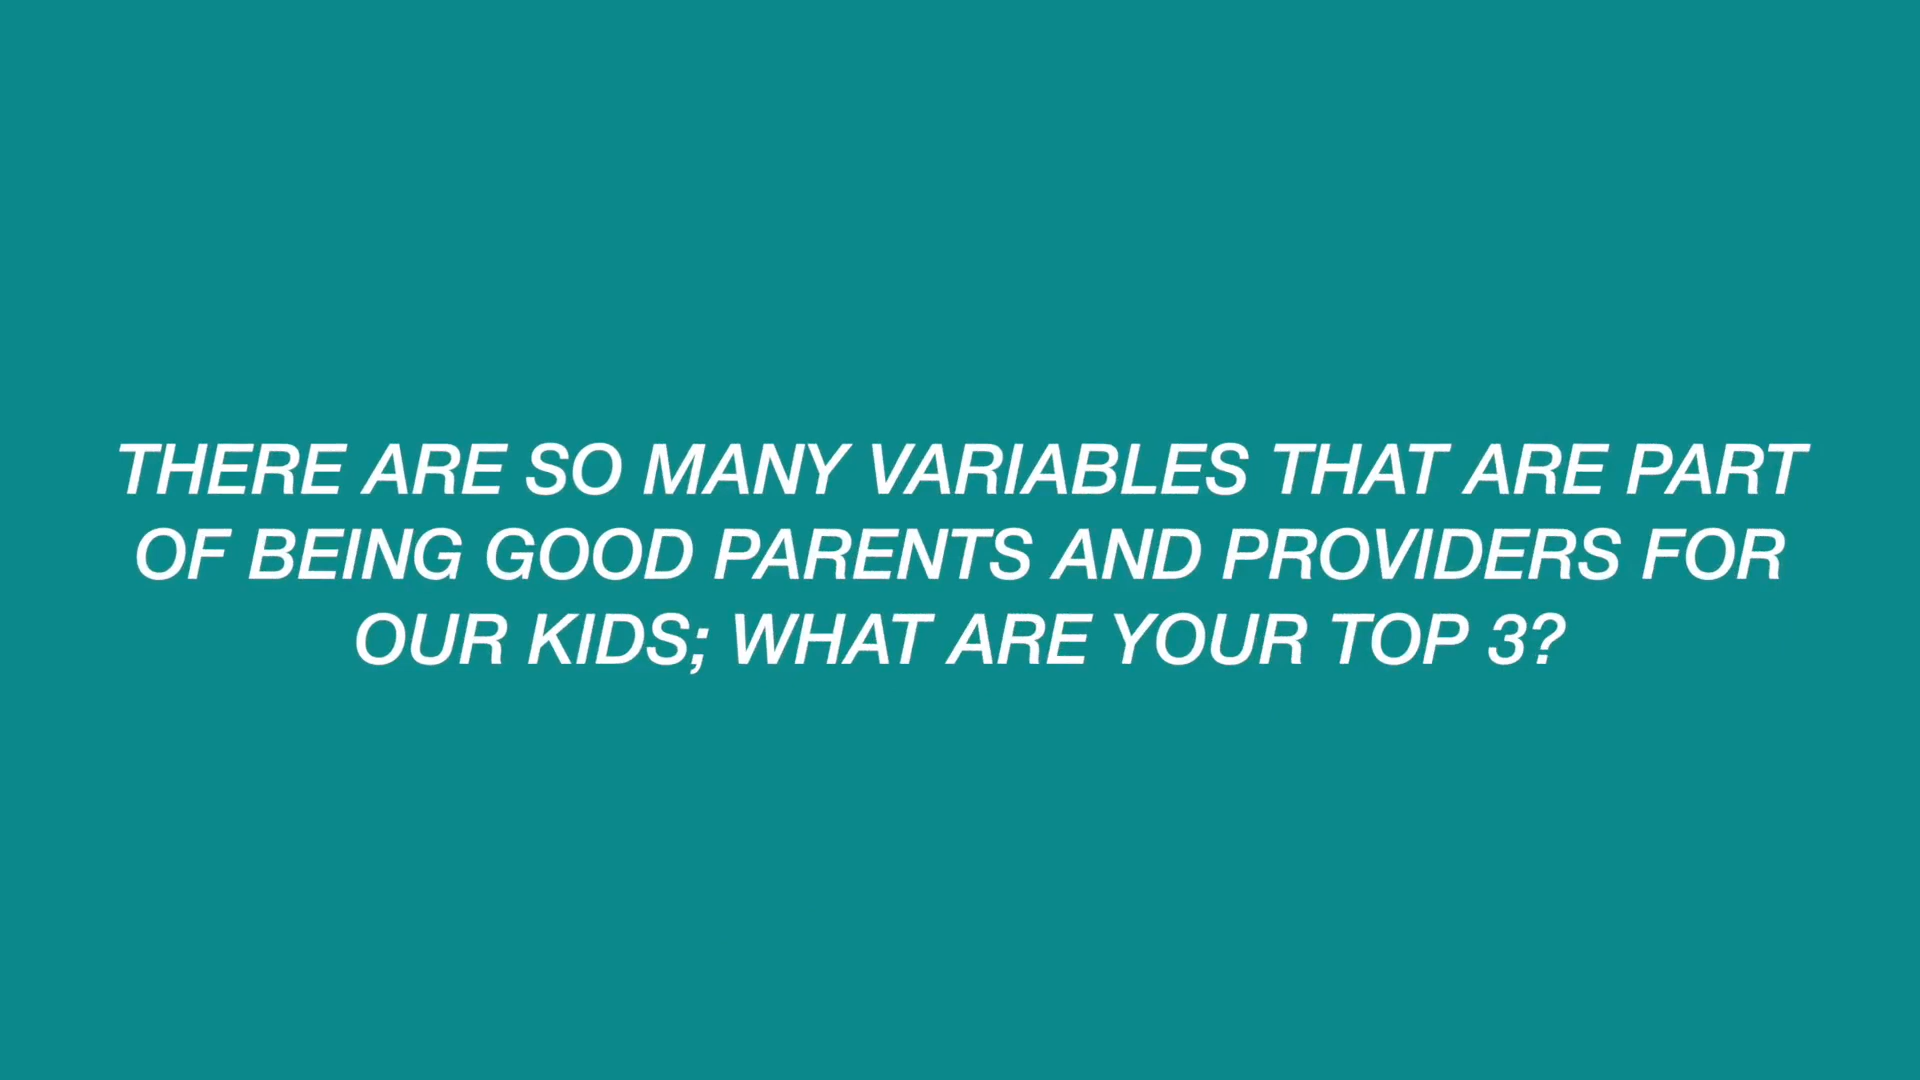 THERE ARE SO MANY VARIABLES THAT ARE PART
OF BEING GOOD PARENTS AND PROVIDERS FOR
OUR KIDS; WHAT ARE YOUR TOP 3?